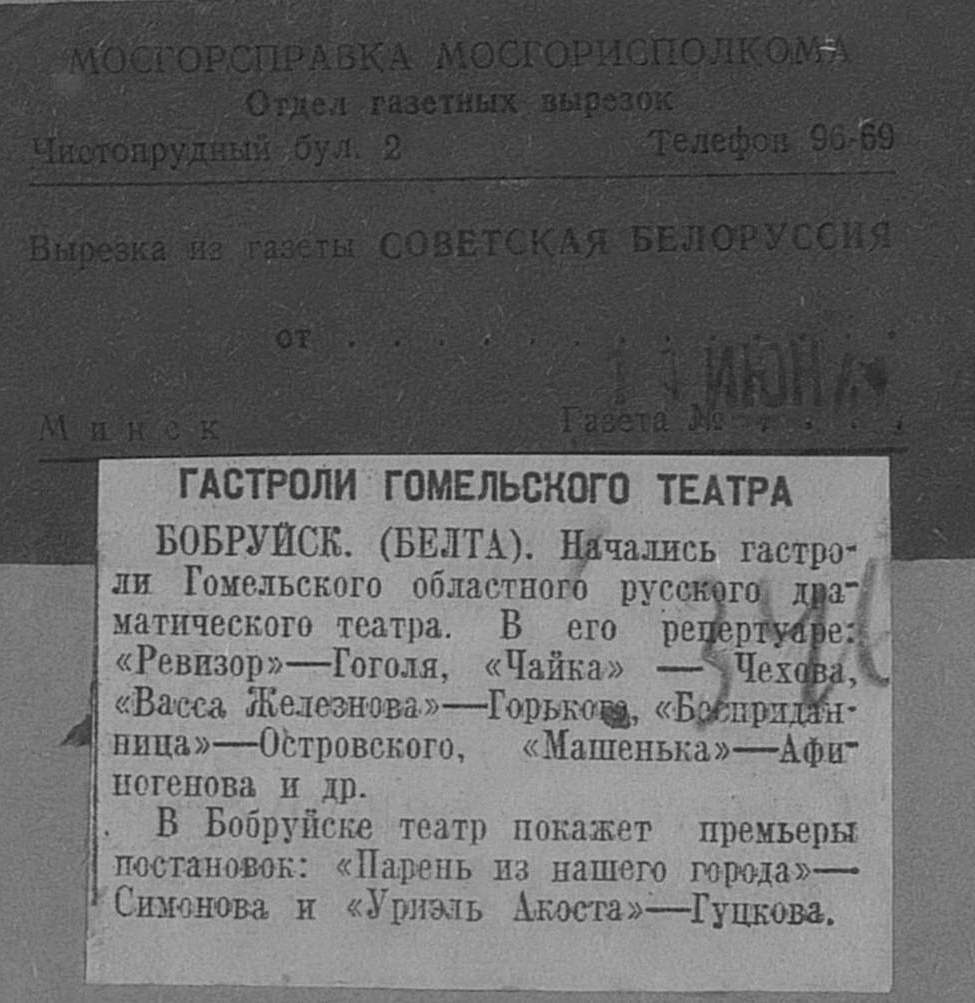 МОСГОРСПРАВКА МОСГОРИСПОЛКОМА
Отдел газетных вырезок
Чистопрудный бул. 2 Телефон 96-69
Вырезка из газеты СОВЕТСКАЯ БЕЛОРУССИЯ
от . . . . . . . . .
Минск Газета № . . . .
ГАСТРОЛИ ГОМЕЛЬСКОГО ТЕАТРА
БОБРУЙСК. (БЕЛТА). Начались гастро-
ли Гомельского областного русского дра-
матического театра. В его репертуаре:
«Ревизор»—Гоголя, «Чайка» — Чехова,
«Васса Железнова»—Горького, «Бесприданница»—Островского, «Машенька»—Афи-
ногенова и др.
В Бобруйске театр покажет премьеры
постановок: «Парень из нашего города»—
Симонова и «Уриэль Акоста»—Гуцкова.